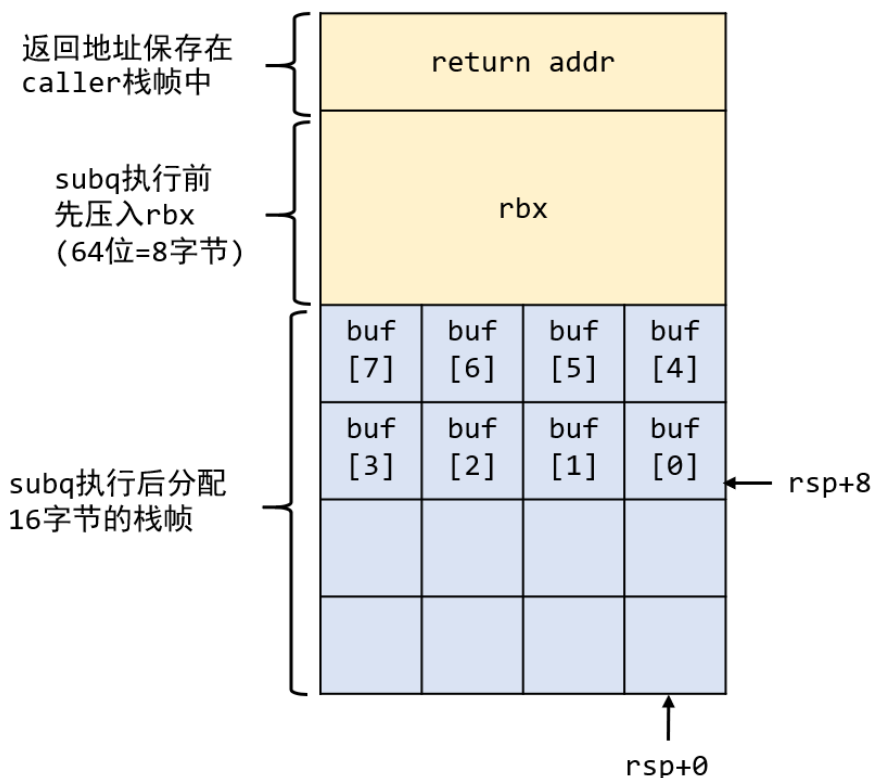 返回地址保存在
caller栈帧中
return addr
subq执行前
先压入rbx
(64位=8字节)
rbx
buf buf buf buf
[7] [6] [5] [4]
buf buf buf buf
[3] [2] [1] [0]
rsp+8
subq执行后分配
16字节的栈帧
rsp+0